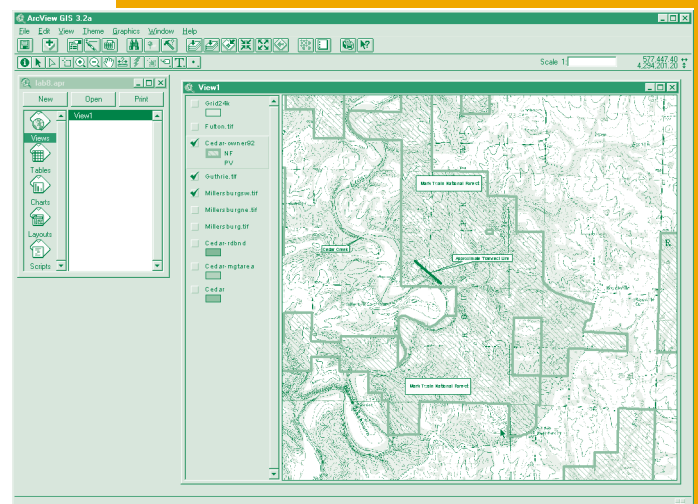 ArcView GIS 3.2a
File Edit View Theme Graphics Window Help
Scale 1:
577,447.40
4,294,201.20
lab8.apr
New Open Print
Views
Tables
Charts
Layouts
Scripts
View1
View1
Grid24k
Fulton.tif
Cedar-owner92
NF
PV
Guthrie.tif
Millersburgsw.tif
Millersburgne.tif
Millersburg.tif
Cedar-rdbnd
Cedar-mgtarea
Cedar
Mark Twain National Forest
Cedar Creek
Approximate Transect Line
Mark Twain National Forest